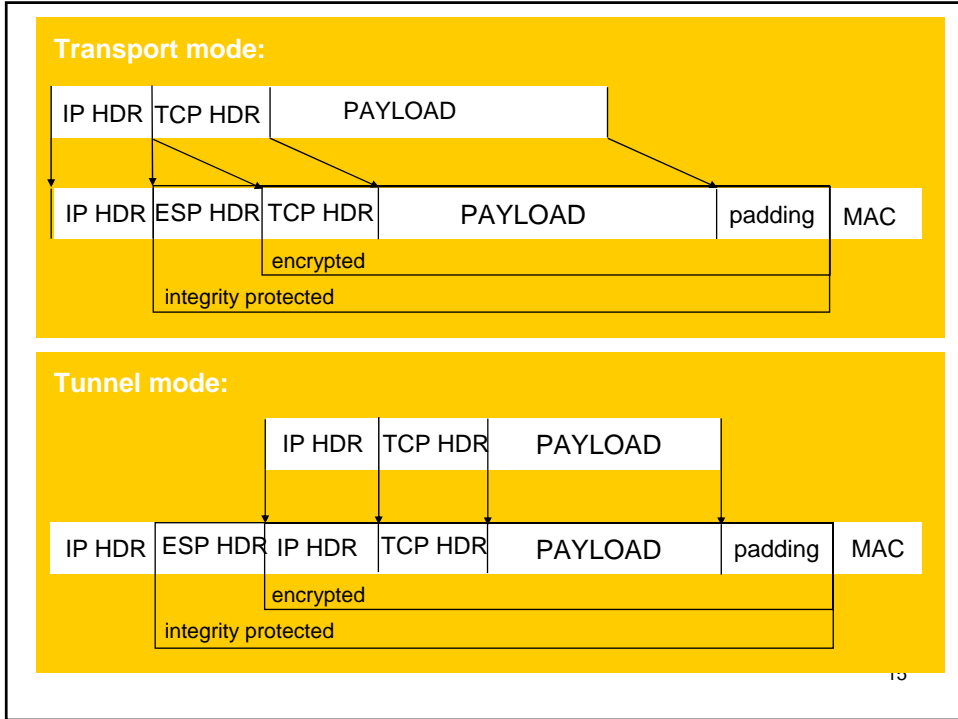 Transport mode:
IP HDR TCP HDR PAYLOAD
IP HDR ESP HDR TCP HDR PAYLOAD padding MAC
encrypted
integrity protected
Tunnel mode:
IP HDR TCP HDR PAYLOAD
IP HDR ESP HDR IP HDR TCP HDR PAYLOAD padding MAC
encrypted
integrity protected
15